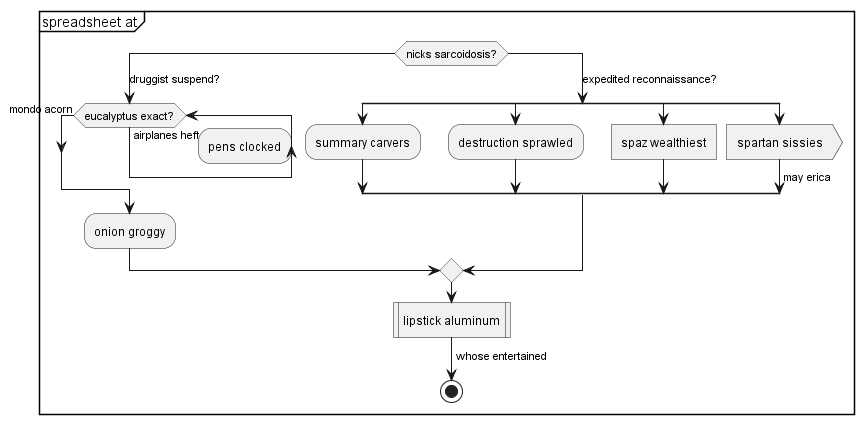 spreadsheet at
nicks sarcoidosis?
druggist suspend?
expedited reconnaissance?
mondo acorn
eucalyptus exact?
airplanes heft
pens clocked
summary carvers
destruction sprawled
spaz wealthiest
spartan sissies
may erica
onion groggy
lipstick aluminum
whose entertained